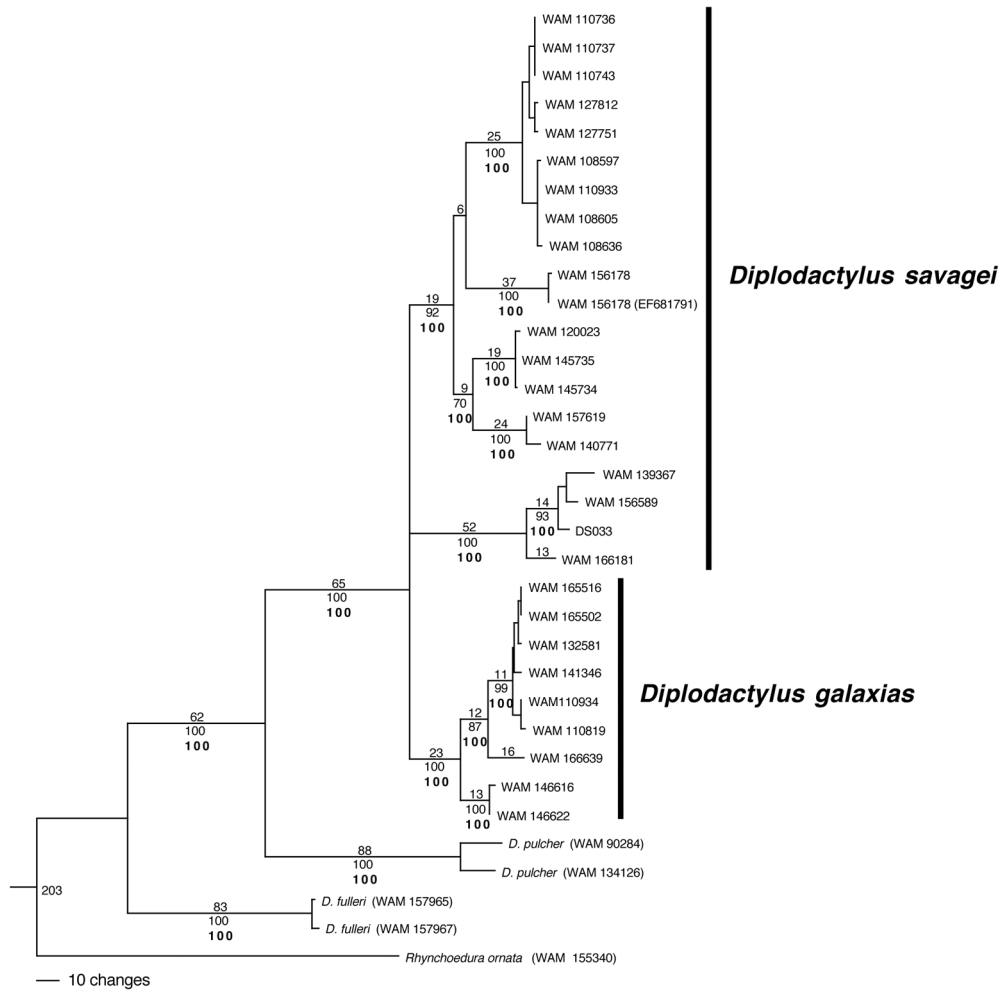 WAM 110736
WAM 110737
WAM 110743
WAM 127812
WAM 127751
25
100
100
WAM 108597
WAM 110933
6
WAM 108605
WAM 108636
WAM 156178
Diplodactylus savagei
37
100
100
WAM 156178 (EF681791)
19
92
100
WAM 120023
19
100
100
WAM 145735
WAM 145734
9
70
100
WAM 157619
24
100
100
WAM 140771
WAM 139367
14
93
100
WAM 156589
52
100
100
DS033
13
WAM 166181
65
100
100
WAM 165516
WAM 165502
WAM 132581
WAM 141346
11
99
100
Diplodactylus galaxias
WAM110934
12
87
100
WAM 110819
62
100
100
23
100
100
16
WAM 166639
WAM 146616
13
100
100
WAM 146622
D. pulcher (WAM 90284)
88
100
100
D. pulcher (WAM 134126)
203
D. fulleri (WAM 157965)
83
100
100
D. fulleri (WAM 157967)
Rhynchoedura ornata (WAM 155340)
10 changes